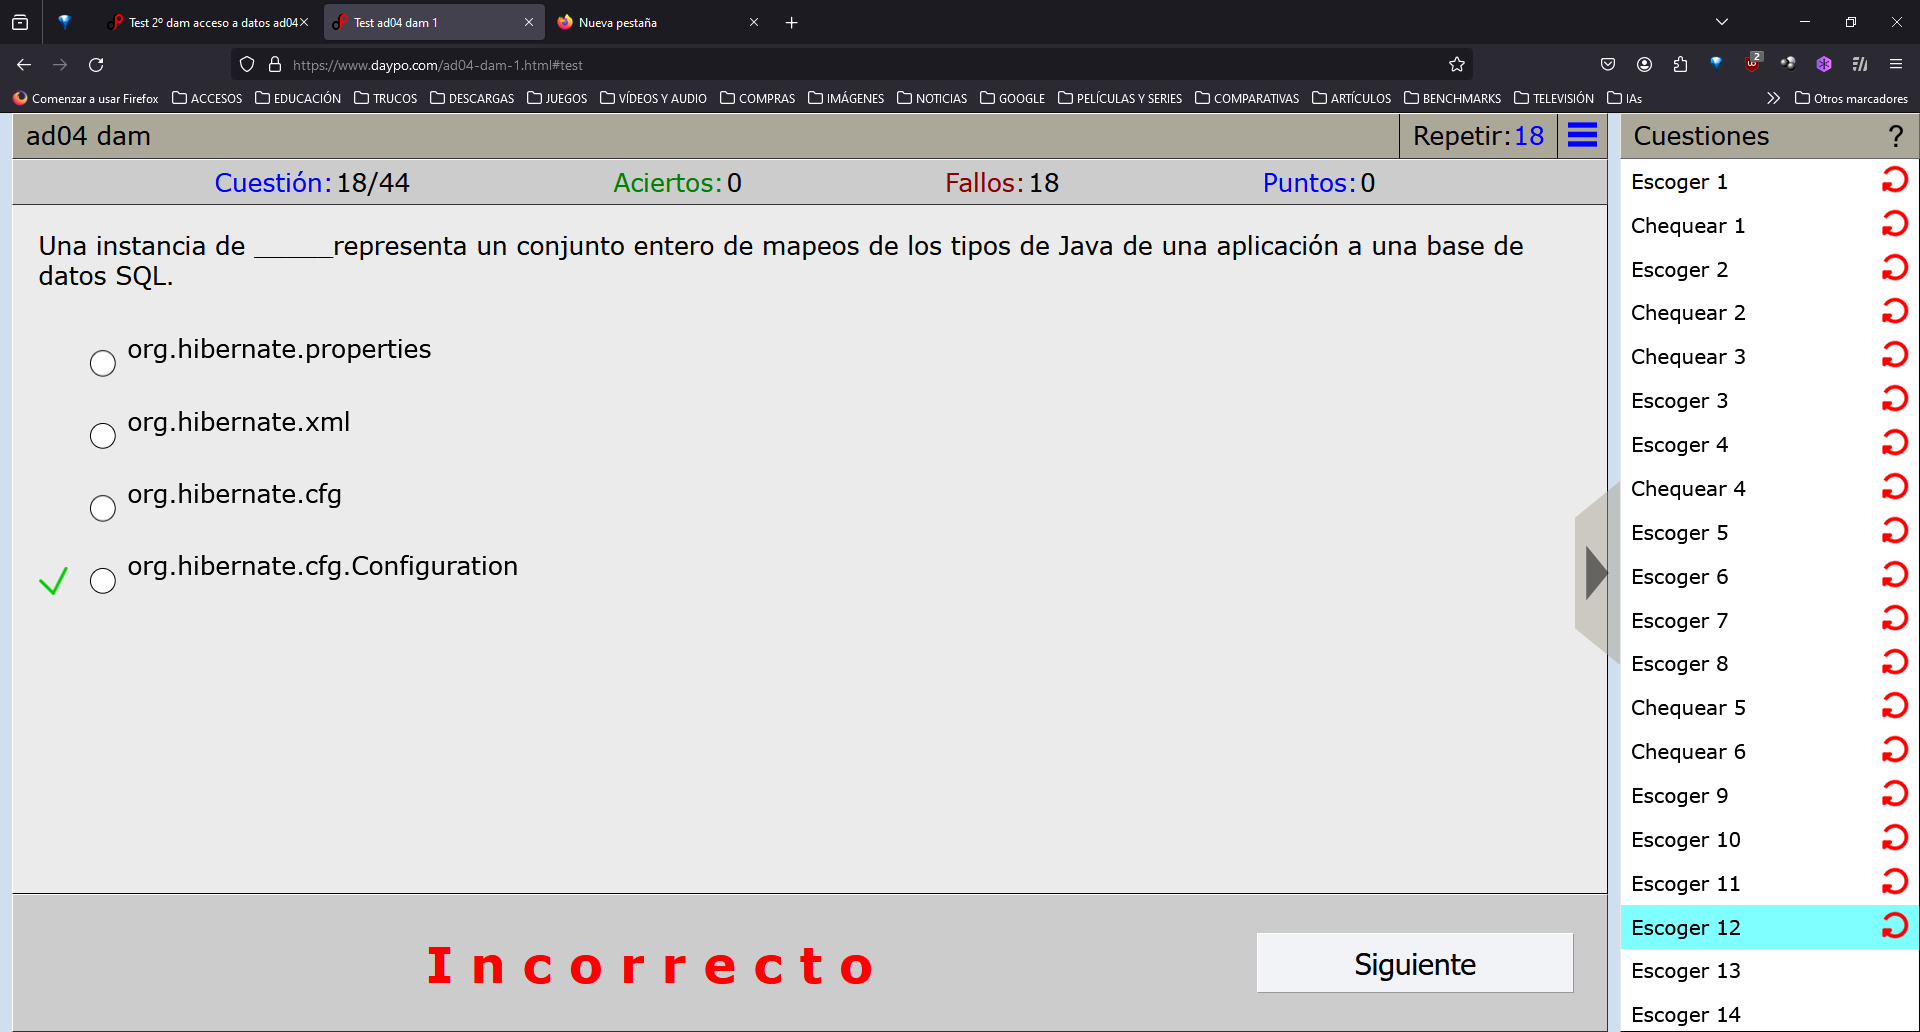 Test 2º dam acceso a datos ad04
Test ad04 dam 1
Nueva pestaña
https://www.daypo.com/ad04-dam-1.html#test
2
Comenzar a usar Firefox
ACCESOS
EDUCACIÓN
TRUCOS
DESCARGAS
JUEGOS
VÍDEOS Y AUDIO
COMPRAS
IMÁGENES
NOTICIAS
GOOGLE
PELÍCULAS Y SERIES
COMPARATIVAS
ARTÍCULOS
BENCHMARKS
TELEVISIÓN
IAs
Otros marcadores
ad04 dam
Repetir:18
Cuestión:18/44
Aciertos:0
Fallos:18
Puntos:0
Una instancia de ______representa un conjunto entero de mapeos de los tipos de Java de una aplicación a una base de
datos SQL.
org.hibernate.properties
org.hibernate.xml
org.hibernate.cfg
org.hibernate.cfg.Configuration
Incorrecto
Siguiente
Cuestiones
?
Escoger 1
Chequear 1
Escoger 2
Chequear 2
Chequear 3
Escoger 3
Escoger 4
Chequear 4
Escoger 5
Escoger 6
Escoger 7
Escoger 8
Chequear 5
Chequear 6
Escoger 9
Escoger 10
Escoger 11
Escoger 12
Escoger 13
Escoger 14